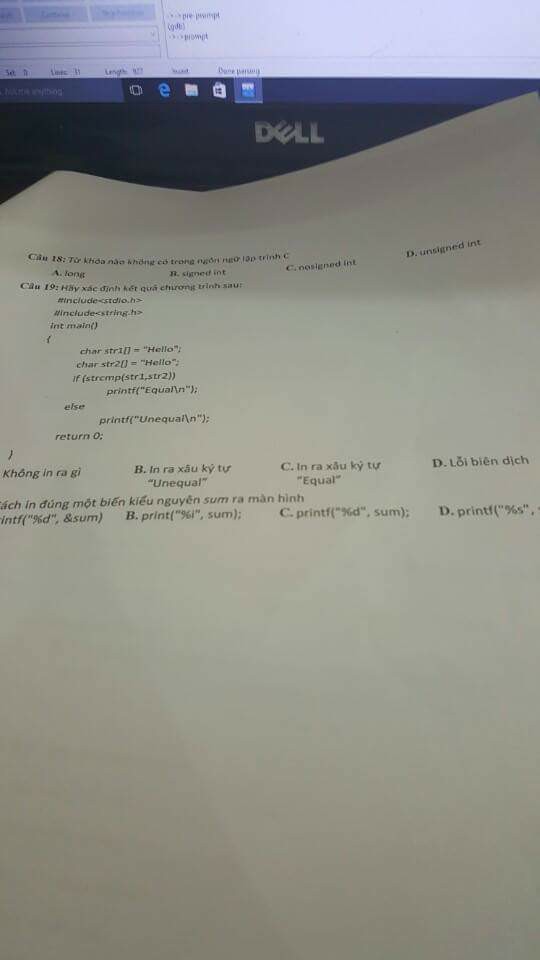 Continue
->->pre-prompt
(gdb)
->->prompt
Sel: 0 Lines: 31 Length: 927 Insert Done parsing
me anything
DELL
Câu 18: Từ khóa nào không có trong ngôn ngữ lập trình C
A. long B. signed int C. nosigned int D. unsigned int
Câu 19: Hãy xác định kết quả chương trình sau:
#include<stdio.h>
#include<string.h>
int main()
{
char str1[] = "Hello";
char str2[] = "Hello";
if (strcmp(str1,str2))
printf("Equal\n");
else
printf("Unequal\n");
return 0;
}
Không in ra gì B. In ra xâu ký tự C. In ra xâu ký tự D. Lỗi biên dịch
"Unequal" "Equal"
ách in đúng một biến kiểu nguyên sum ra màn hình
intf("%d", &sum) B. print("%i", sum); C. printf("%d", sum); D. printf("%s",